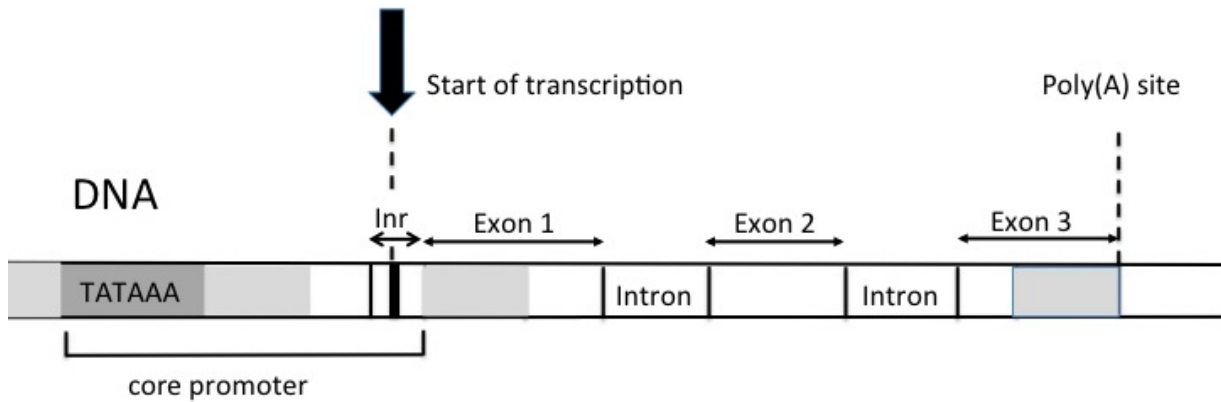 Start of transcription
Poly(A) site
DNA
Inr
Exon 1
Exon 2
Exon 3
TATAAA
Intron
Intron
core promoter